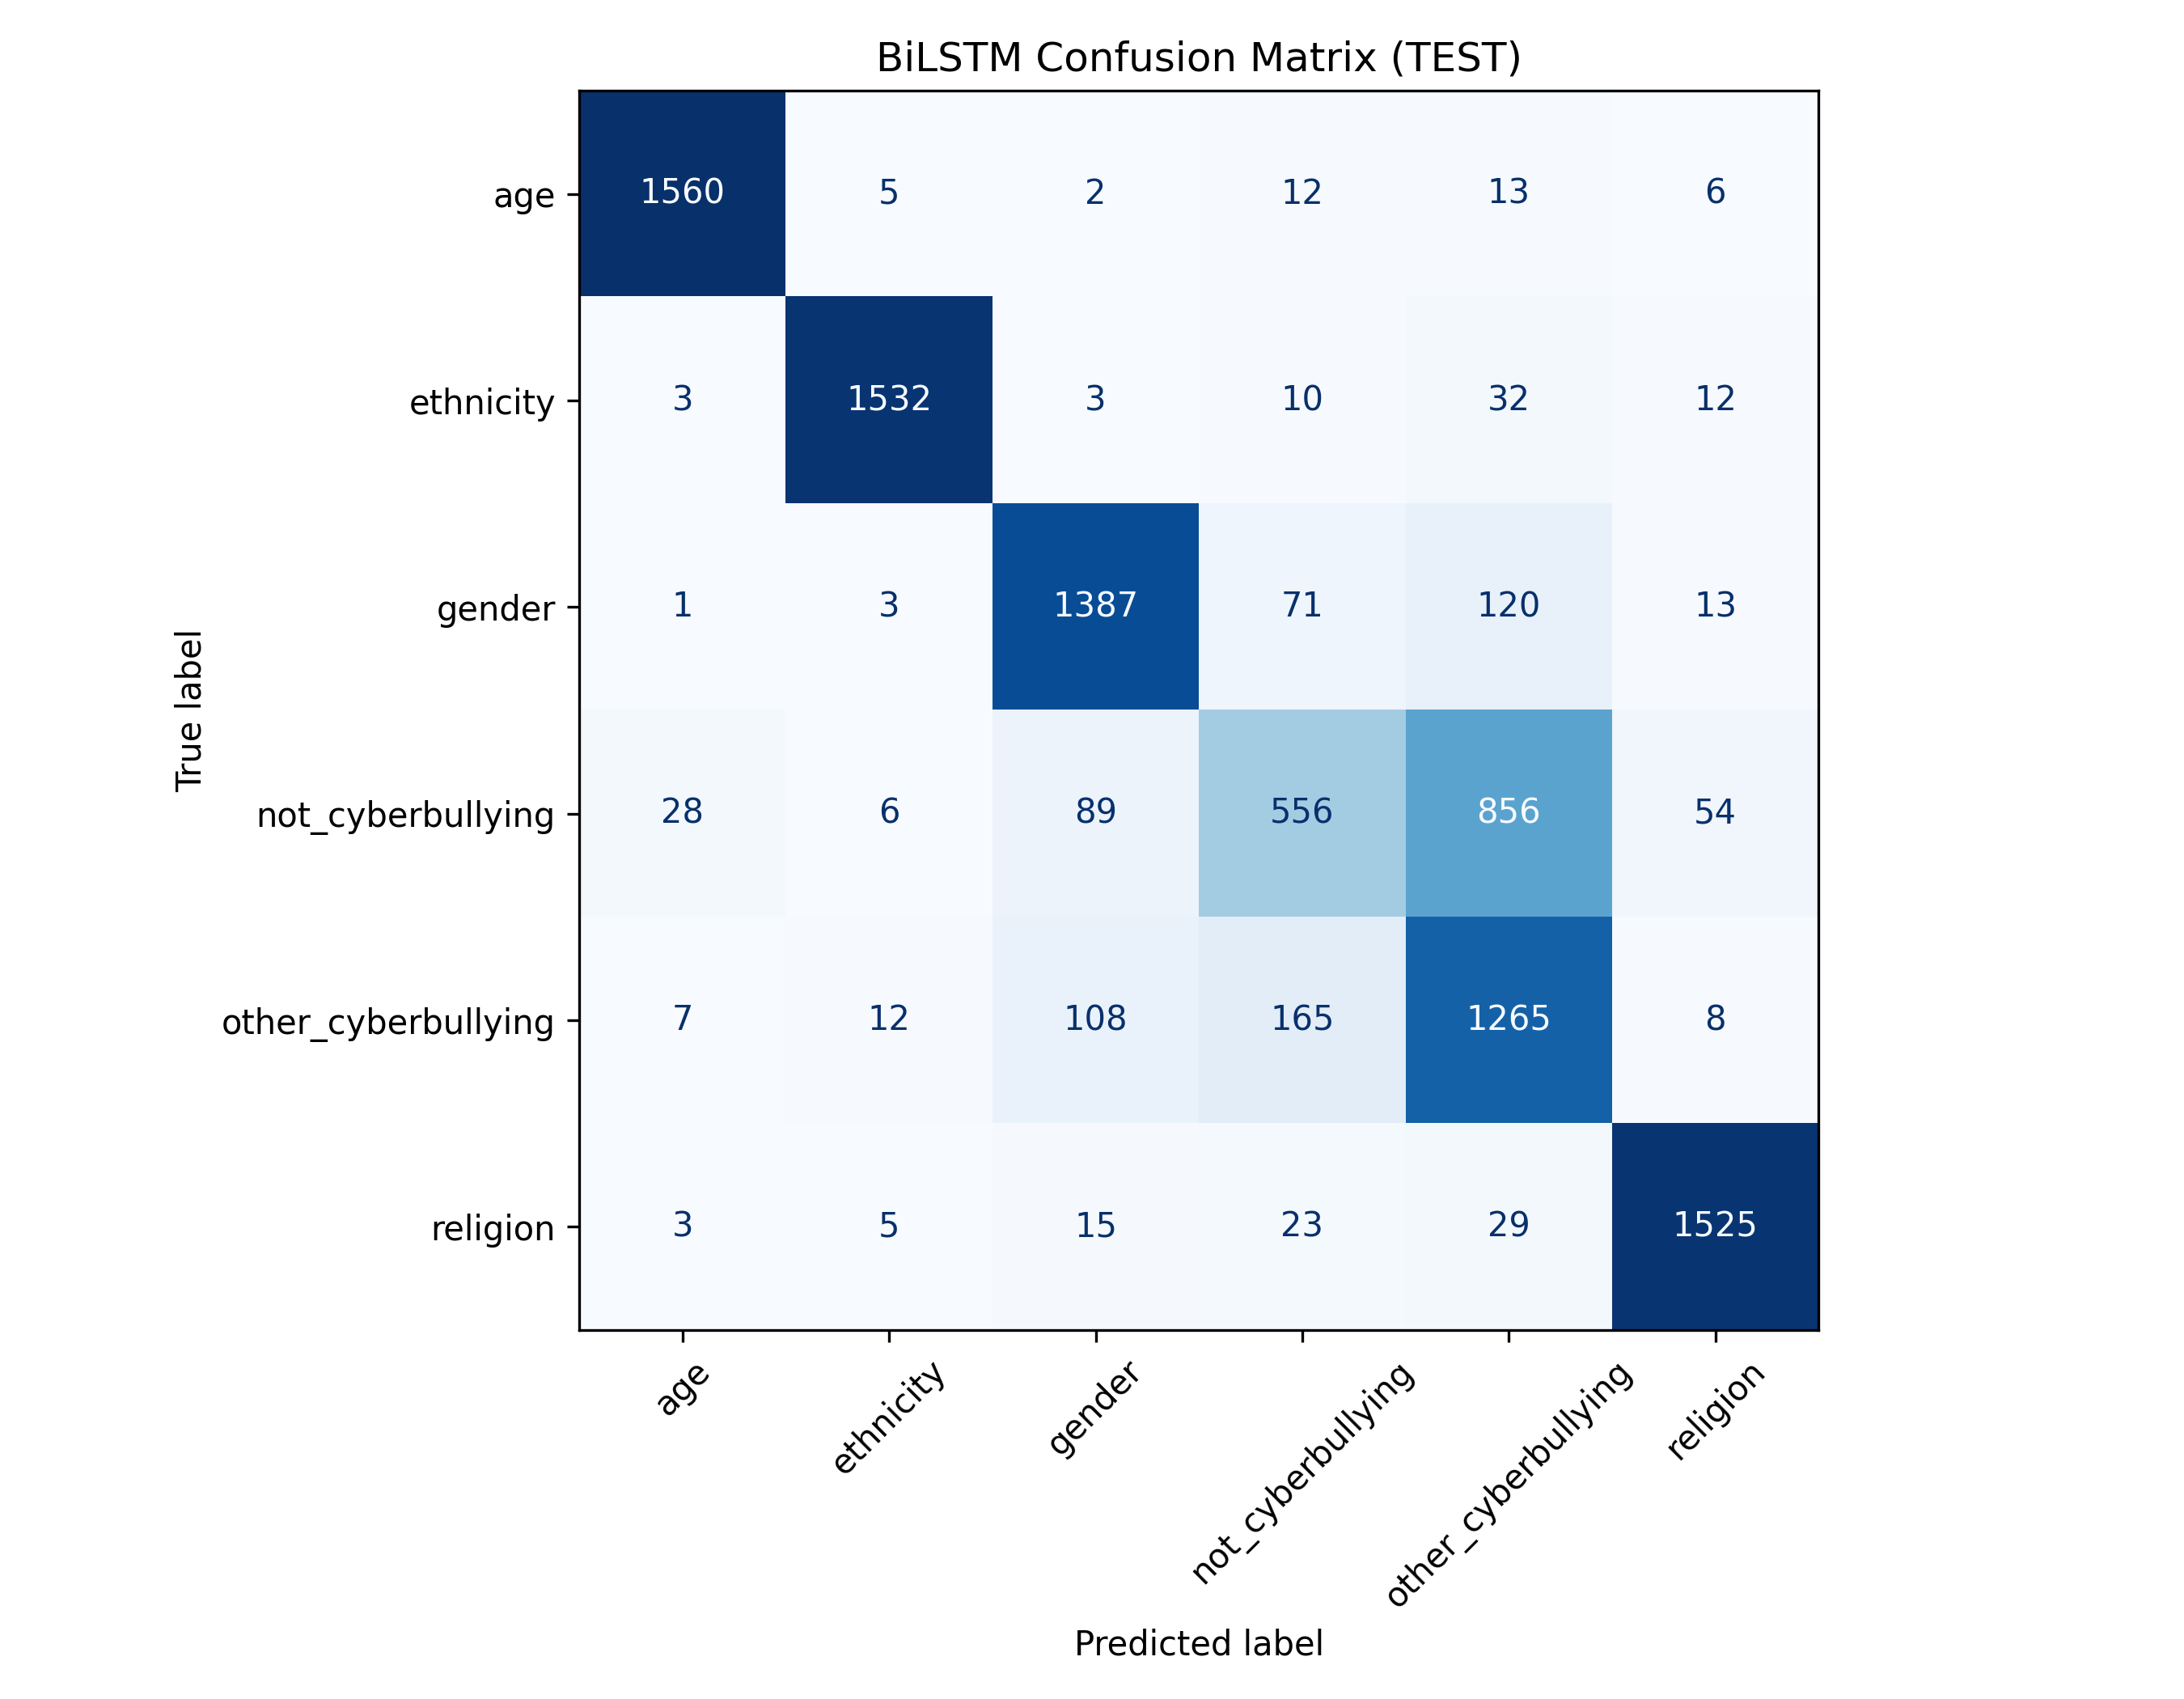 BiLSTM Confusion Matrix (TEST)
True label
age 1560 5 2 12 13 6
ethnicity 3 1532 3 10 32 12
gender 1 3 1387 71 120 13
not_cyberbullying 28 6 89 556 856 54
other_cyberbullying 7 12 108 165 1265 8
religion 3 5 15 23 29 1525
age ethnicity gender not_cyberbullying other_cyberbullying religion
Predicted label